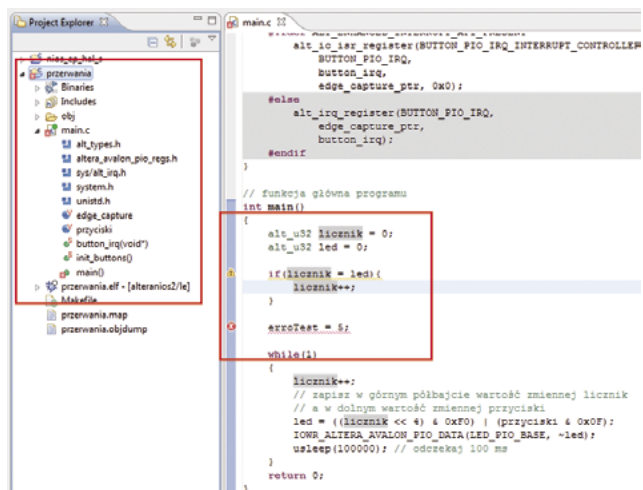 Project Explorer
nios_ep_hal_s
przerwania
Binaries
Includes
obj
main.c
alt_types.h
altera_avalon_pio_regs.h
sys/alt_irq.h
system.h
unistd.h
edge_capture
przyciski
button_irq(void*)
init_buttons()
main()
przerwania.elf - [alteranios2/le]
Makefile
przerwania.map
przerwania.objdump
main.c
alt_ic_isr_register(BUTTON_PIO_IRQ_INTERRUPT_CONTROLLE
BUTTON_PIO_IRQ,
button_irq,
edge_capture_ptr, 0x0);
#else
alt_irq_register(BUTTON_PIO_IRQ,
edge_capture_ptr,
button_irq);
#endif
}
// funkcja główna programu
int main()
{
alt_u32 licznik = 0;
alt_u32 led = 0;
if(licznik = led){
licznik++;
}
erroTest = 5;
while(1)
{
licznik++;
// zapisz w górnym półbajcie wartość zmiennej licznik
// a w dolnym wartość zmiennej przyciski
led = ((licznik << 4) & 0xF0) | (przyciski & 0x0F);
IOWR_ALTERA_AVALON_PIO_DATA(LED_PIO_BASE, ~led);
usleep(100000); // odczekaj 100 ms
}
return 0;
}